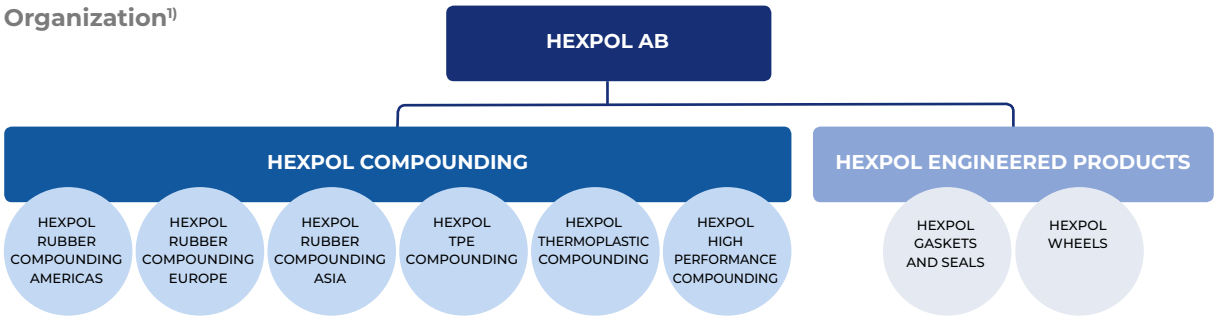 Organization¹⁾
HEXPOL AB
HEXPOL COMPOUNDING
HEXPOL ENGINEERED PRODUCTS
HEXPOL
RUBBER
COMPOUNDING
AMERICAS
HEXPOL
RUBBER
COMPOUNDING
EUROPE
HEXPOL
RUBBER
COMPOUNDING
ASIA
HEXPOL
TPE
COMPOUNDING
HEXPOL
THERMOPLASTIC
COMPOUNDING
HEXPOL
HIGH
PERFORMANCE
COMPOUNDING
HEXPOL
GASKETS
AND SEALS
HEXPOL
WHEELS